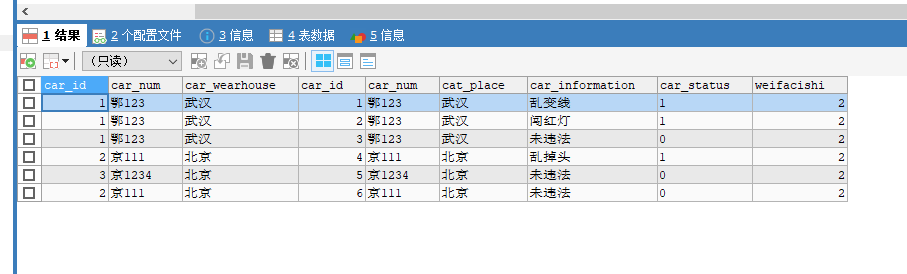 1 结果 2 个配置文件 3 信息 4 表数据 5 信息
（只读）
car_id car_num car_wearhouse car_id car_num cat_place car_information car_status weifacishi
1 鄂123 武汉 1 鄂123 武汉 乱变线 1 2
1 鄂123 武汉 2 鄂123 武汉 闯红灯 1 2
1 鄂123 武汉 3 鄂123 武汉 未违法 0 2
2 京111 北京 4 京111 北京 乱掉头 1 2
3 京1234 北京 5 京1234 北京 未违法 0 2
2 京111 北京 6 京111 北京 未违法 0 2